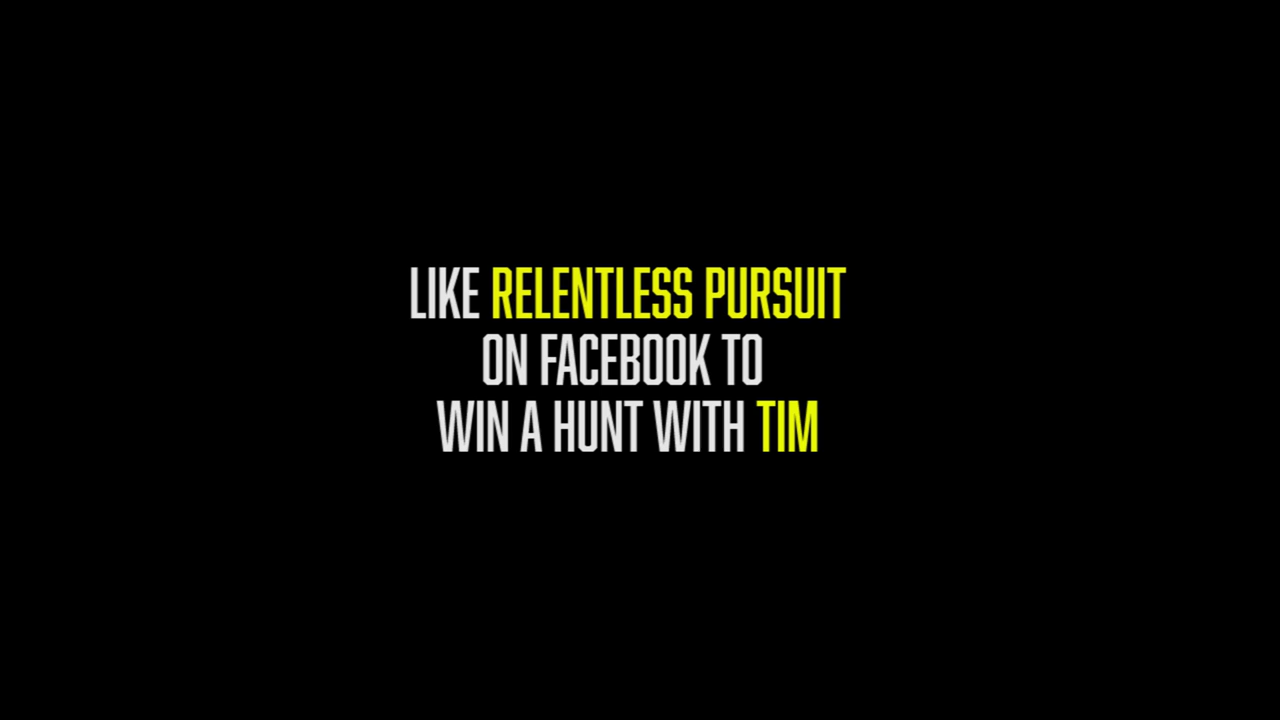 LIKE RELENTLESS PURSUIT
ON FACEBOOK TO
WIN A HUNT WITH TIM